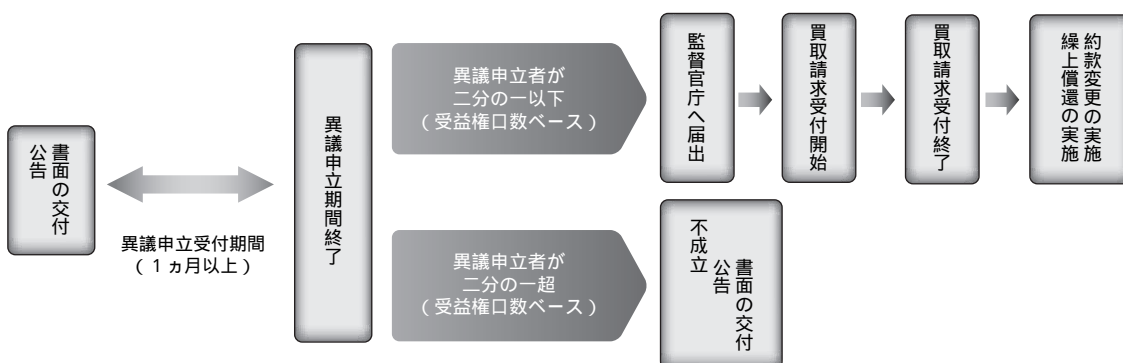 書面の交付
公告
異議申立受付期間
(1ヵ月以上)
異議申立期間終了
異議申立者が
二分の一以下
(受益権口数ベース)
監督官庁へ届出
買取請求受付開始
買取請求受付終了
約款変更の実施
繰上償還の実施
異議申立者が
二分の一超
(受益権口数ベース)
書面の交付
公告
不成立